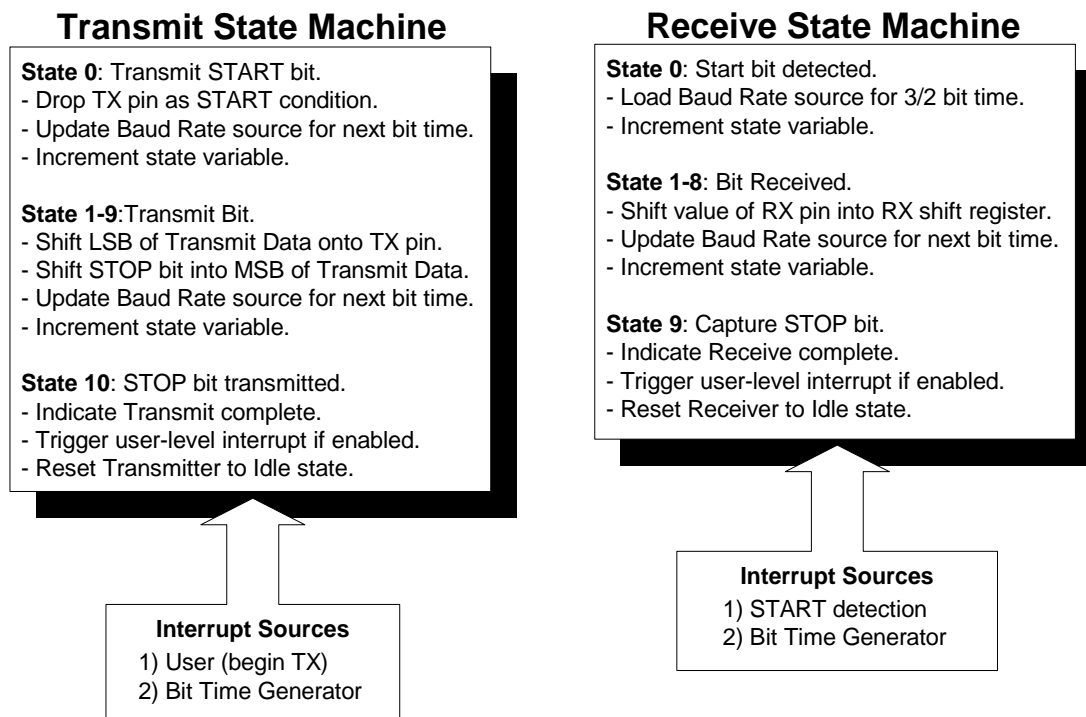 Transmit State Machine
State 0: Transmit START bit.
- Drop TX pin as START condition.
- Update Baud Rate source for next bit time.
- Increment state variable.
State 1-9:Transmit Bit.
- Shift LSB of Transmit Data onto TX pin.
- Shift STOP bit into MSB of Transmit Data.
- Update Baud Rate source for next bit time.
- Increment state variable.
State 10: STOP bit transmitted.
- Indicate Transmit complete.
- Trigger user-level interrupt if enabled.
- Reset Transmitter to Idle state.
Interrupt Sources
1) User (begin TX)
2) Bit Time Generator
Receive State Machine
State 0: Start bit detected.
- Load Baud Rate source for 3/2 bit time.
- Increment state variable.
State 1-8: Bit Received.
- Shift value of RX pin into RX shift register.
- Update Baud Rate source for next bit time.
- Increment state variable.
State 9: Capture STOP bit.
- Indicate Receive complete.
- Trigger user-level interrupt if enabled.
- Reset Receiver to Idle state.
Interrupt Sources
1) START detection
2) Bit Time Generator